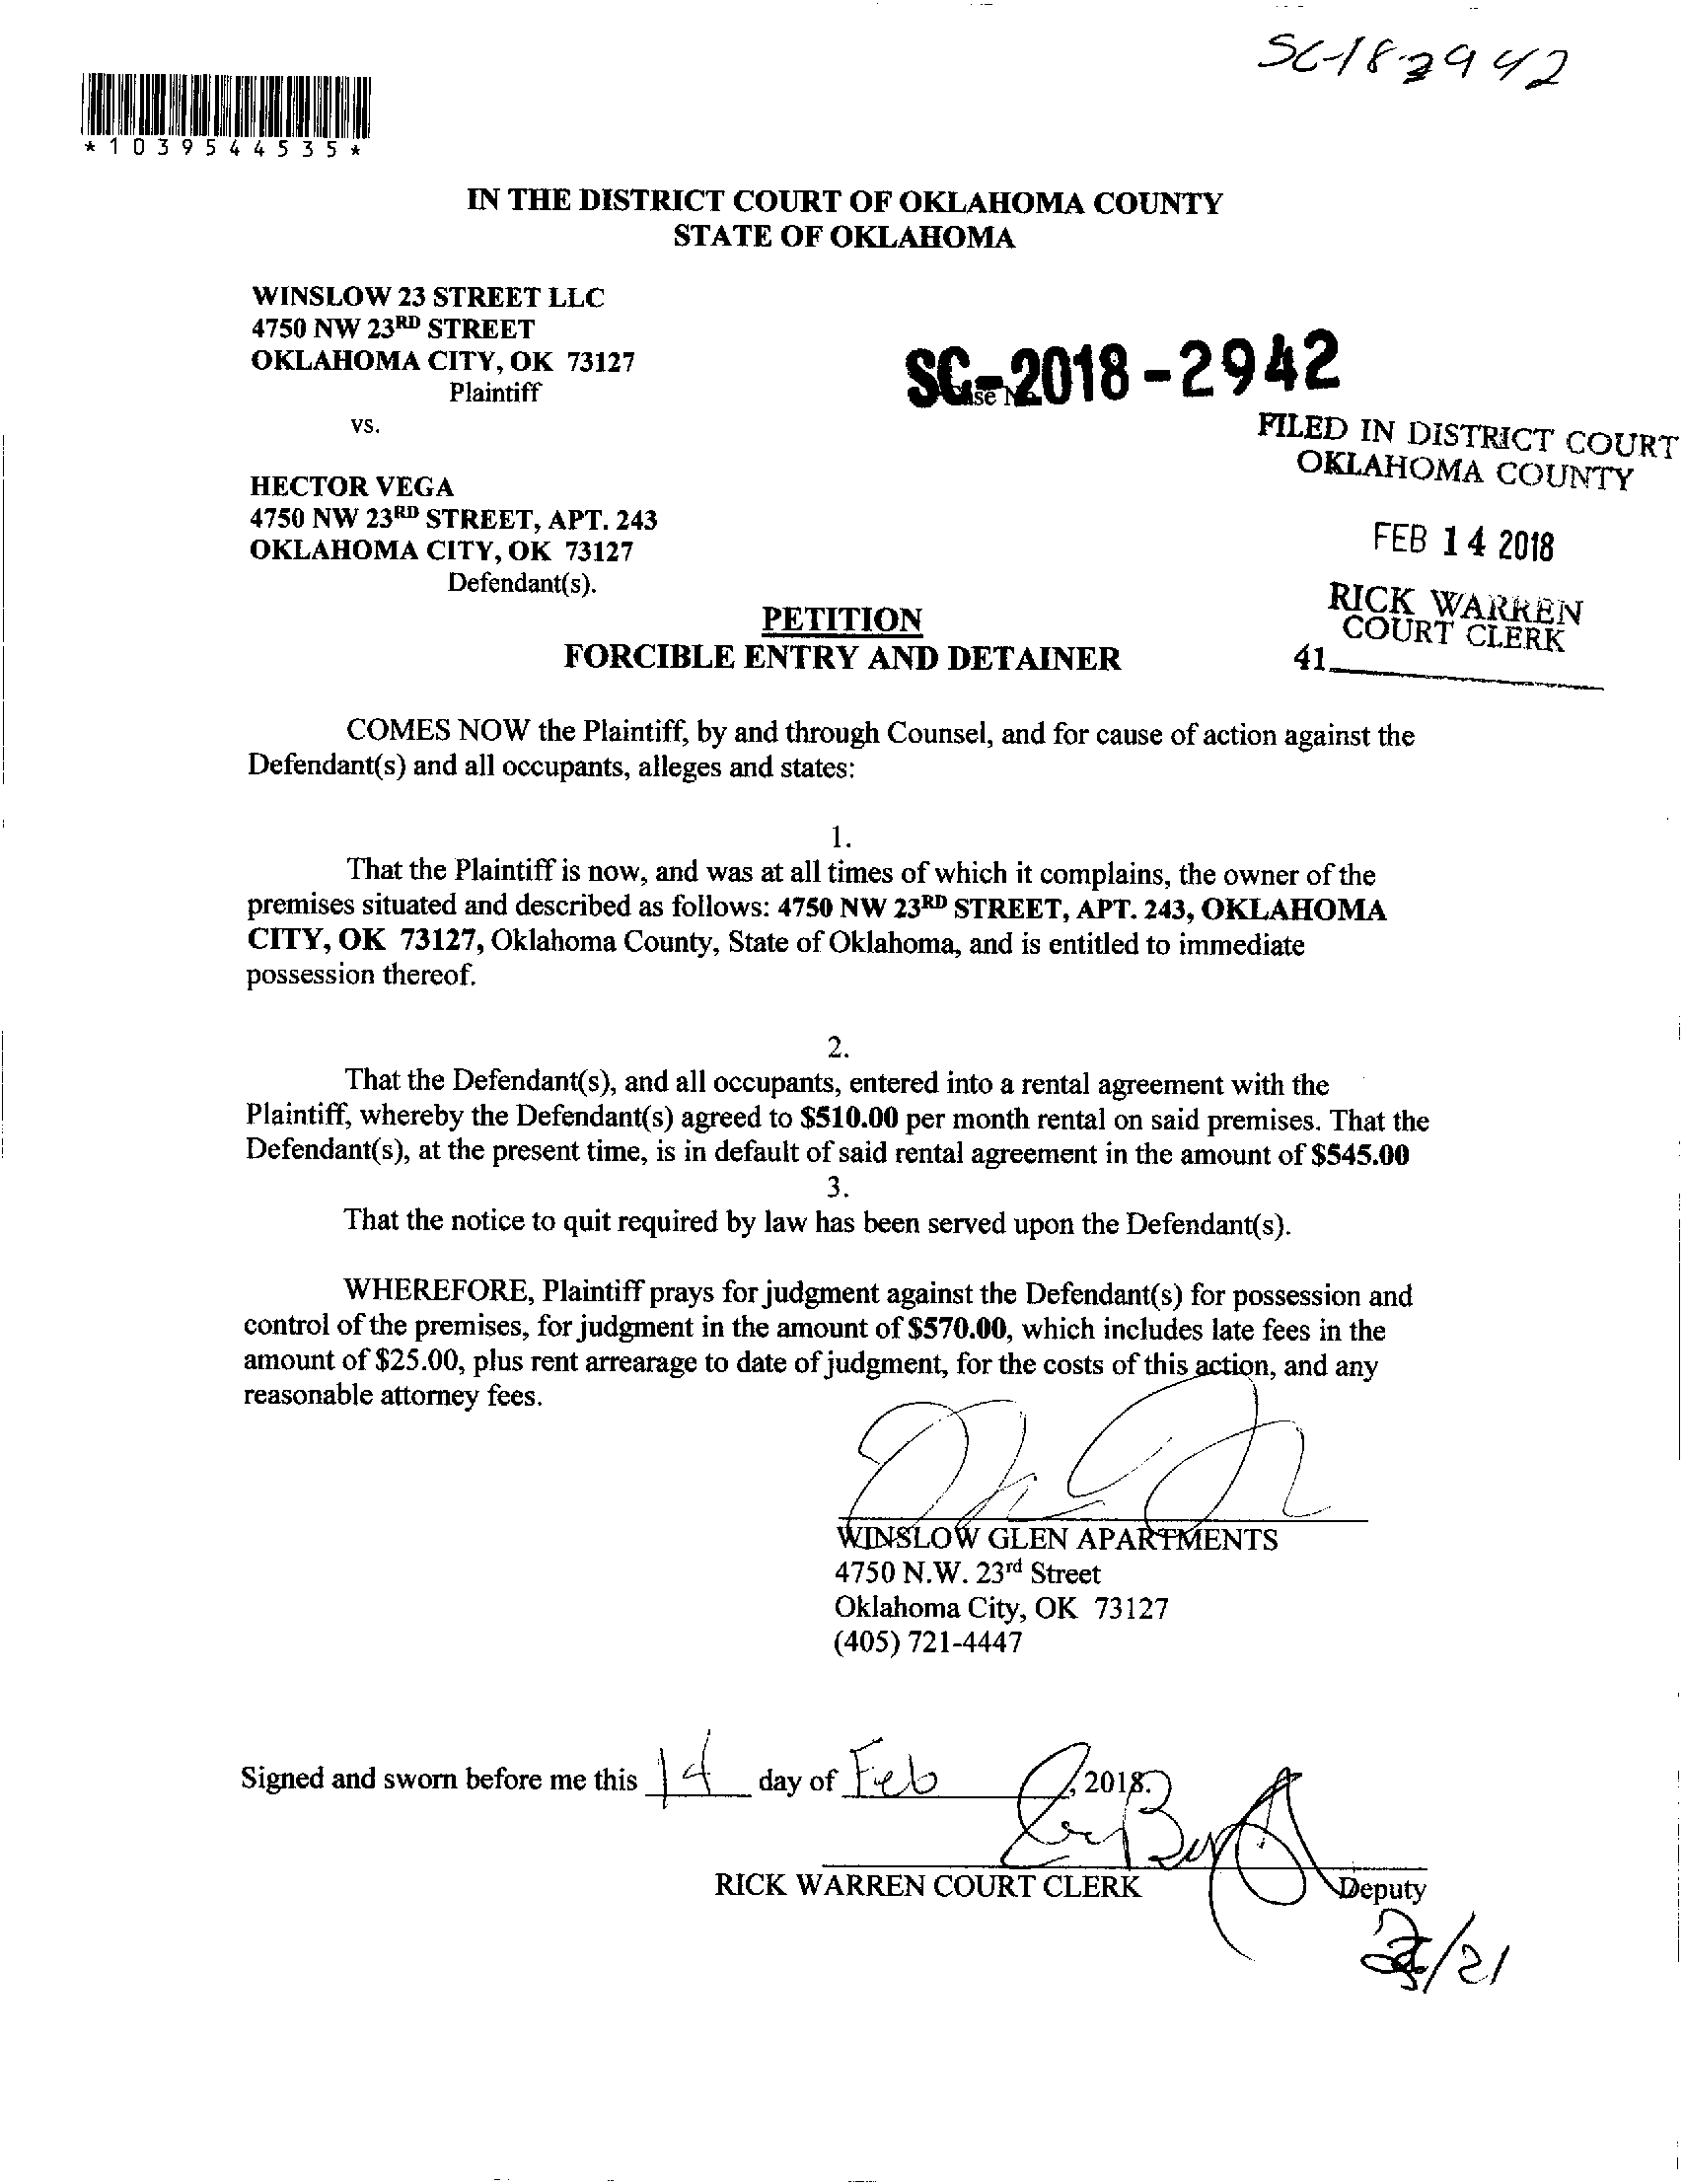 SC-18-2942
*1039544535*
IN THE DISTRICT COURT OF OKLAHOMA COUNTY
STATE OF OKLAHOMA
WINSLOW 23 STREET LLC
4750 NW 23RD STREET
OKLAHOMA CITY, OK 73127
Plaintiff
SC-2018-2942
vs.
FILED IN DISTRICT COURT
OKLAHOMA COUNTY
HECTOR VEGA
4750 NW 23RD STREET, APT. 243
OKLAHOMA CITY, OK 73127
Defendant(s).
FEB 14 2018
RICK WARREN
COURT CLERK
41
PETITION
FORCIBLE ENTRY AND DETAINER
COMES NOW the Plaintiff, by and through Counsel, and for cause of action against the
Defendant(s) and all occupants, alleges and states:
1.
That the Plaintiff is now, and was at all times of which it complains, the owner of the
premises situated and described as follows: 4750 NW 23RD STREET, APT. 243, OKLAHOMA
CITY, OK 73127, Oklahoma County, State of Oklahoma, and is entitled to immediate
possession thereof.
2.
That the Defendant(s), and all occupants, entered into a rental agreement with the
Plaintiff, whereby the Defendant(s) agreed to $510.00 per month rental on said premises. That the
Defendant(s), at the present time, is in default of said rental agreement in the amount of $545.00
3.
That the notice to quit required by law has been served upon the Defendant(s).
WHEREFORE, Plaintiff prays for judgment against the Defendant(s) for possession and
control of the premises, for judgment in the amount of $570.00, which includes late fees in the
amount of $25.00, plus rent arrearage to date of judgment, for the costs of this action, and any
reasonable attorney fees.
WINSLOW GLEN APARTMENTS
4750 N.W. 23rd Street
Oklahoma City, OK 73127
(405) 721-4447
Signed and sworn before me this 14 day of Feb, 2018.
RICK WARREN COURT CLERK Deputy
/21